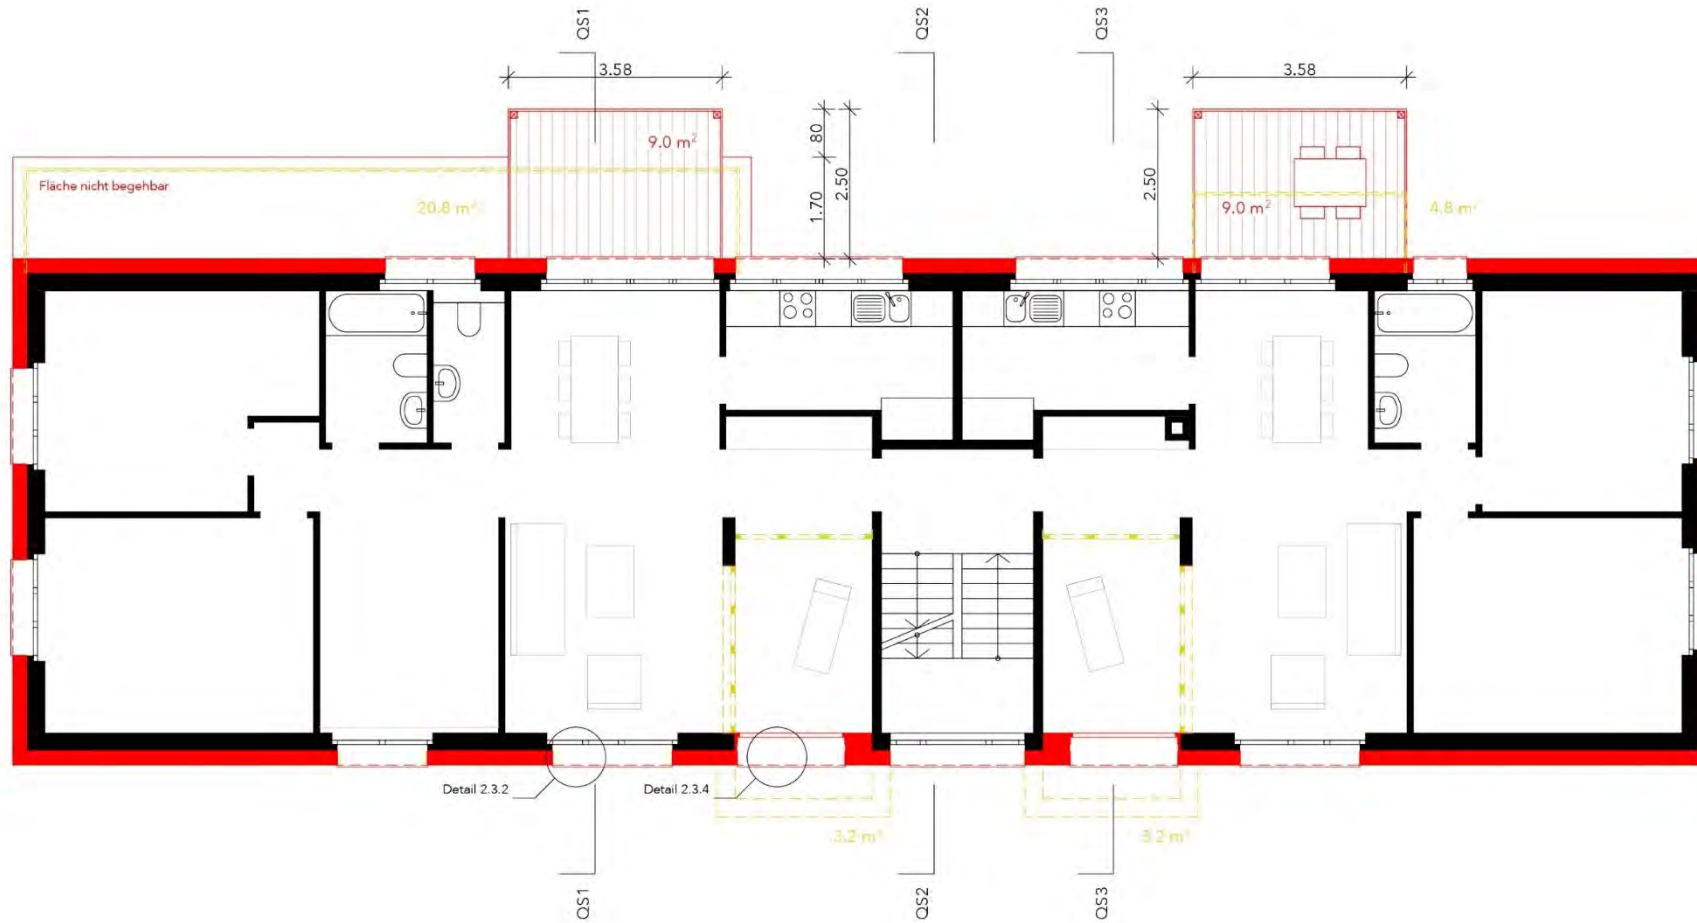 QS1
QS2
QS3
3.58
3.58
80
1.70
2.50
2.50
9.0 m²
Fläche nicht begehbar
20.8 m²
9.0 m²
4.8 m²
Detail 2.3.2
Detail 2.3.4
3.2 m²
3.2 m²
QS1
QS2
QS3